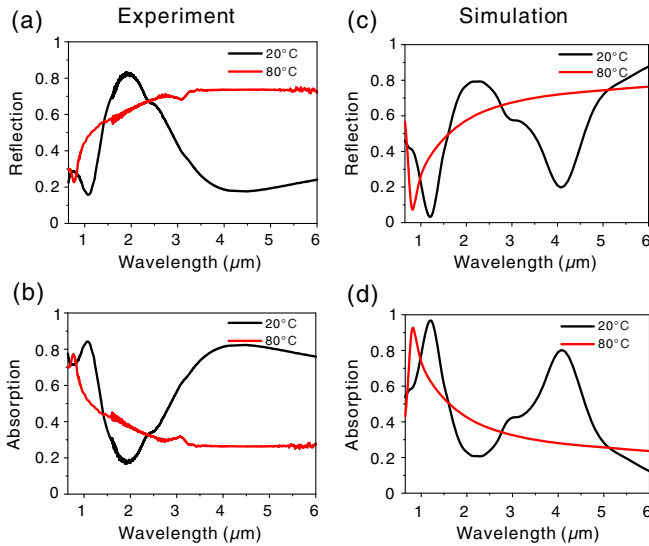 Experiment
Simulation
(a)
1
0.8
0.6
0.4
0.2
0
Reflection
20°C
80°C
1 2 3 4 5 6
Wavelength (μm)
(c)
1
0.8
0.6
0.4
0.2
0
Reflection
20°C
80°C
1 2 3 4 5 6
Wavelength (μm)
(b)
1
0.8
0.6
0.4
0.2
0
Absorption
20°C
80°C
1 2 3 4 5 6
Wavelength (μm)
(d)
1
0.8
0.6
0.4
0.2
0
Absorption
20°C
80°C
1 2 3 4 5 6
Wavelength (μm)